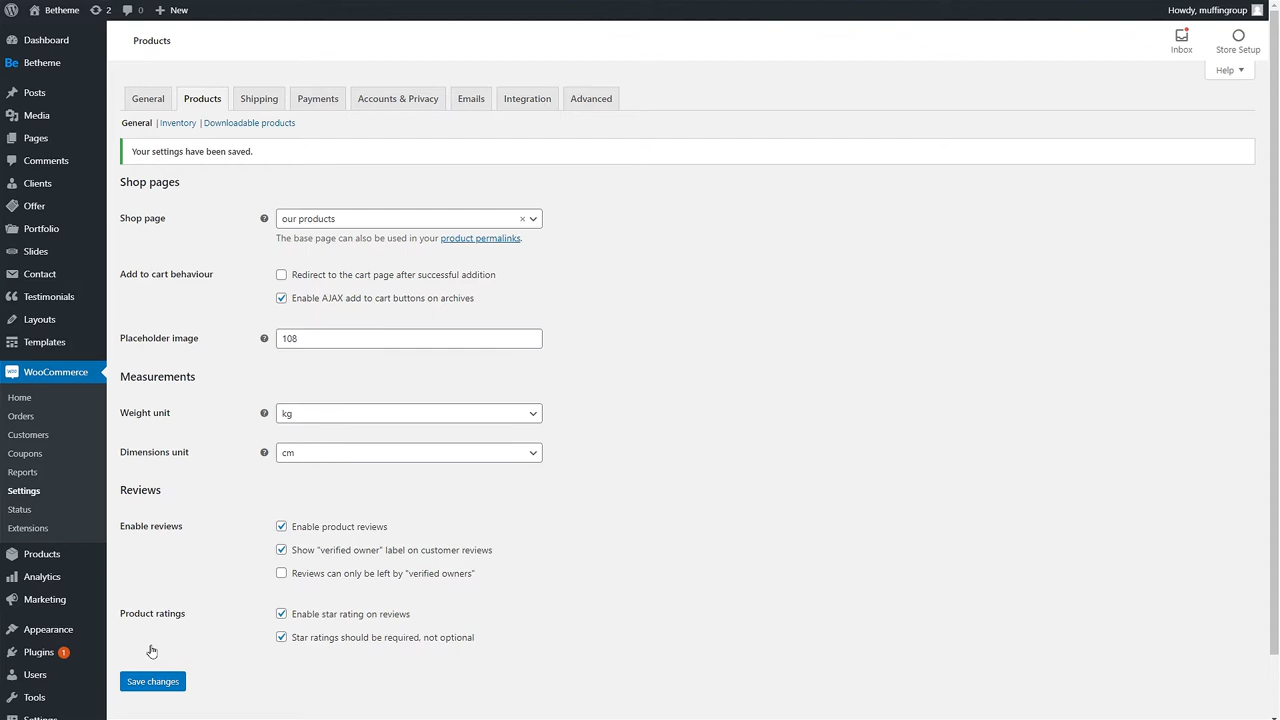 Betheme 2 0 New
Howdy, muffingroup
Dashboard
Be Betheme
Posts
Media
Pages
Comments
Clients
Offer
Portfolio
Slides
Contact
Testimonials
Layouts
Templates
Woo WooCommerce
Home
Orders
Customers
Coupons
Reports
Settings
Status
Extensions
Products
Analytics
Marketing
Appearance
Plugins 1
Users
Tools
Settings
Products
Inbox
Store Setup
Help
General Products Shipping Payments Accounts & Privacy Emails Integration Advanced
General | Inventory | Downloadable products
Your settings have been saved.
Shop pages
Shop page ? our products ×
The base page can also be used in your product permalinks.
Add to cart behaviour Redirect to the cart page after successful addition
Enable AJAX add to cart buttons on archives
Placeholder image ? 108
Measurements
Weight unit ? kg
Dimensions unit ? cm
Reviews
Enable reviews Enable product reviews
Show "verified owner" label on customer reviews
Reviews can only be left by "verified owners"
Product ratings Enable star rating on reviews
Star ratings should be required, not optional
Save changes